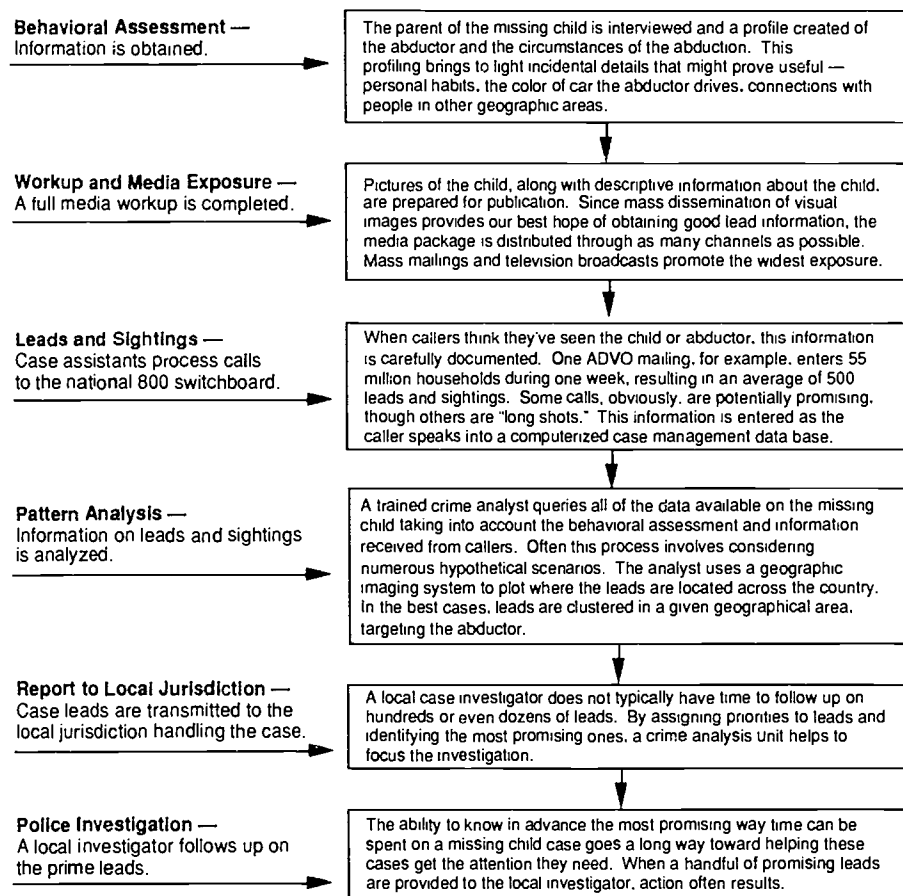 Behavioral Assessment —
Information is obtained.
The parent of the missing child is interviewed and a profile created of
the abductor and the circumstances of the abduction. This
profiling brings to light incidental details that might prove useful —
personal habits, the color of car the abductor drives, connections with
people in other geographic areas.
Workup and Media Exposure —
A full media workup is completed.
Pictures of the child, along with descriptive information about the child,
are prepared for publication. Since mass dissemination of visual
images provides our best hope of obtaining good lead information, the
media package is distributed through as many channels as possible.
Mass mailings and television broadcasts promote the widest exposure.
Leads and Sightings —
Case assistants process calls
to the national 800 switchboard.
When callers think they've seen the child or abductor, this information
is carefully documented. One ADVO mailing, for example, enters 55
million households during one week, resulting in an average of 500
leads and sightings. Some calls, obviously, are potentially promising,
though others are "long shots." This information is entered as the
caller speaks into a computerized case management data base.
Pattern Analysis —
Information on leads and sightings
is analyzed.
A trained crime analyst queries all of the data available on the missing
child taking into account the behavioral assessment and information
received from callers. Often this process involves considering
numerous hypothetical scenarios. The analyst uses a geographic
imaging system to plot where the leads are located across the country.
In the best cases, leads are clustered in a given geographical area,
targeting the abductor.
Report to Local Jurisdiction —
Case leads are transmitted to the
local jurisdiction handling the case.
A local case investigator does not typically have time to follow up on
hundreds or even dozens of leads. By assigning priorities to leads and
identifying the most promising ones, a crime analysis unit helps to
focus the investigation.
Police Investigation —
A local investigator follows up on
the prime leads.
The ability to know in advance the most promising way time can be
spent on a missing child case goes a long way toward helping these
cases get the attention they need. When a handful of promising leads
are provided to the local investigator, action often results.